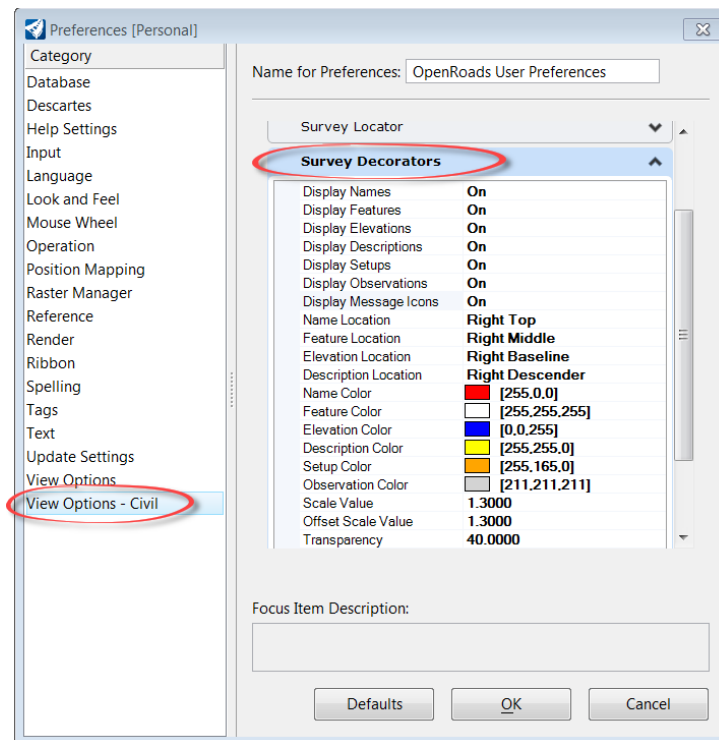 Preferences [Personal]
Category
Database
Descartes
Help Settings
Input
Language
Look and Feel
Mouse Wheel
Operation
Position Mapping
Raster Manager
Reference
Render
Ribbon
Spelling
Tags
Text
Update Settings
View Options
View Options - Civil
Name for Preferences: OpenRoads User Preferences
Survey Locator
Survey Decorators
Display Names On
Display Features On
Display Elevations On
Display Descriptions On
Display Setups On
Display Observations On
Display Message Icons On
Name Location Right Top
Feature Location Right Middle
Elevation Location Right Baseline
Description Location Right Descender
Name Color [255,0,0]
Feature Color [255,255,255]
Elevation Color [0,0,255]
Description Color [255,255,0]
Setup Color [255,165,0]
Observation Color [211,211,211]
Scale Value 1.3000
Offset Scale Value 1.3000
Transparency 40.0000
Focus Item Description:
Defaults OK Cancel